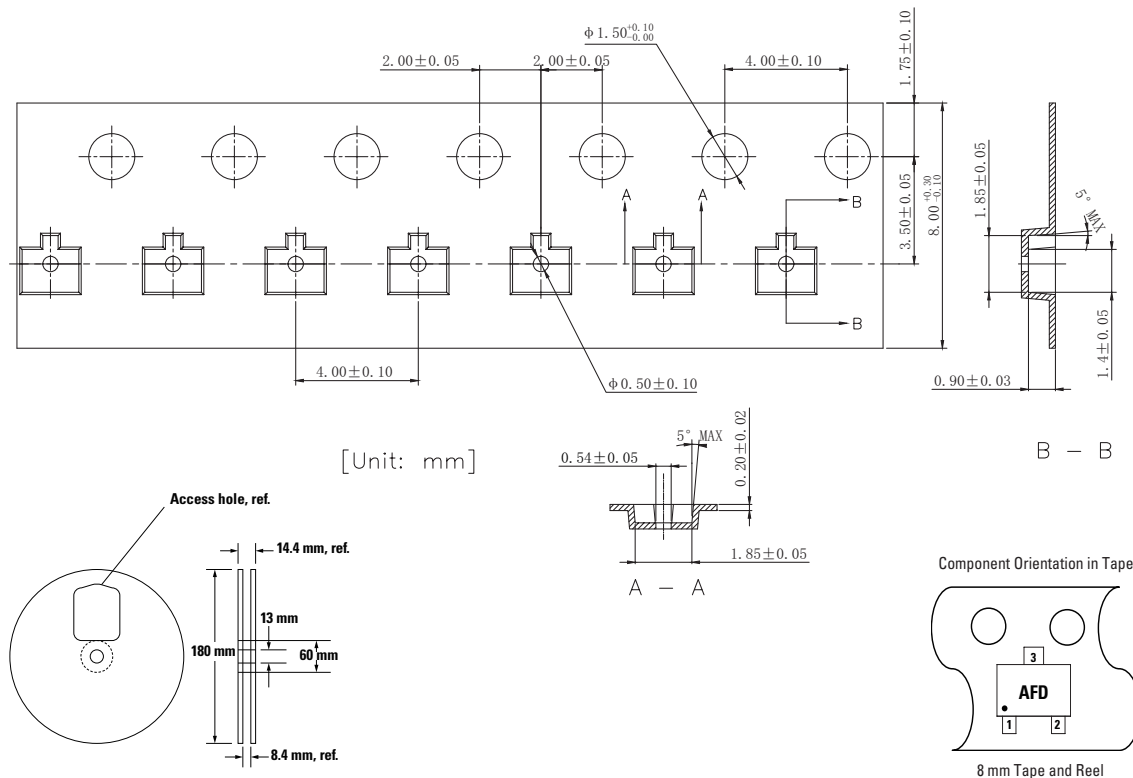 ϕ1.50+0.10-0.00
2.00±0.05
2.00±0.05
4.00±0.10
1.75±0.10
A
A
B
B
3.50±0.05
8.00+0.30-0.10
1.85±0.05
5° MAX
1.4±0.05
0.90±0.03
4.00±0.10
ϕ0.50±0.10
B - B
[Unit: mm]
0.54±0.05
5° MAX
0.20±0.02
1.85±0.05
A - A
Access hole, ref.
14.4 mm, ref.
13 mm
180 mm
60 mm
8.4 mm, ref.
Component Orientation in Tape
3
AFD
1
2
8 mm Tape and Reel